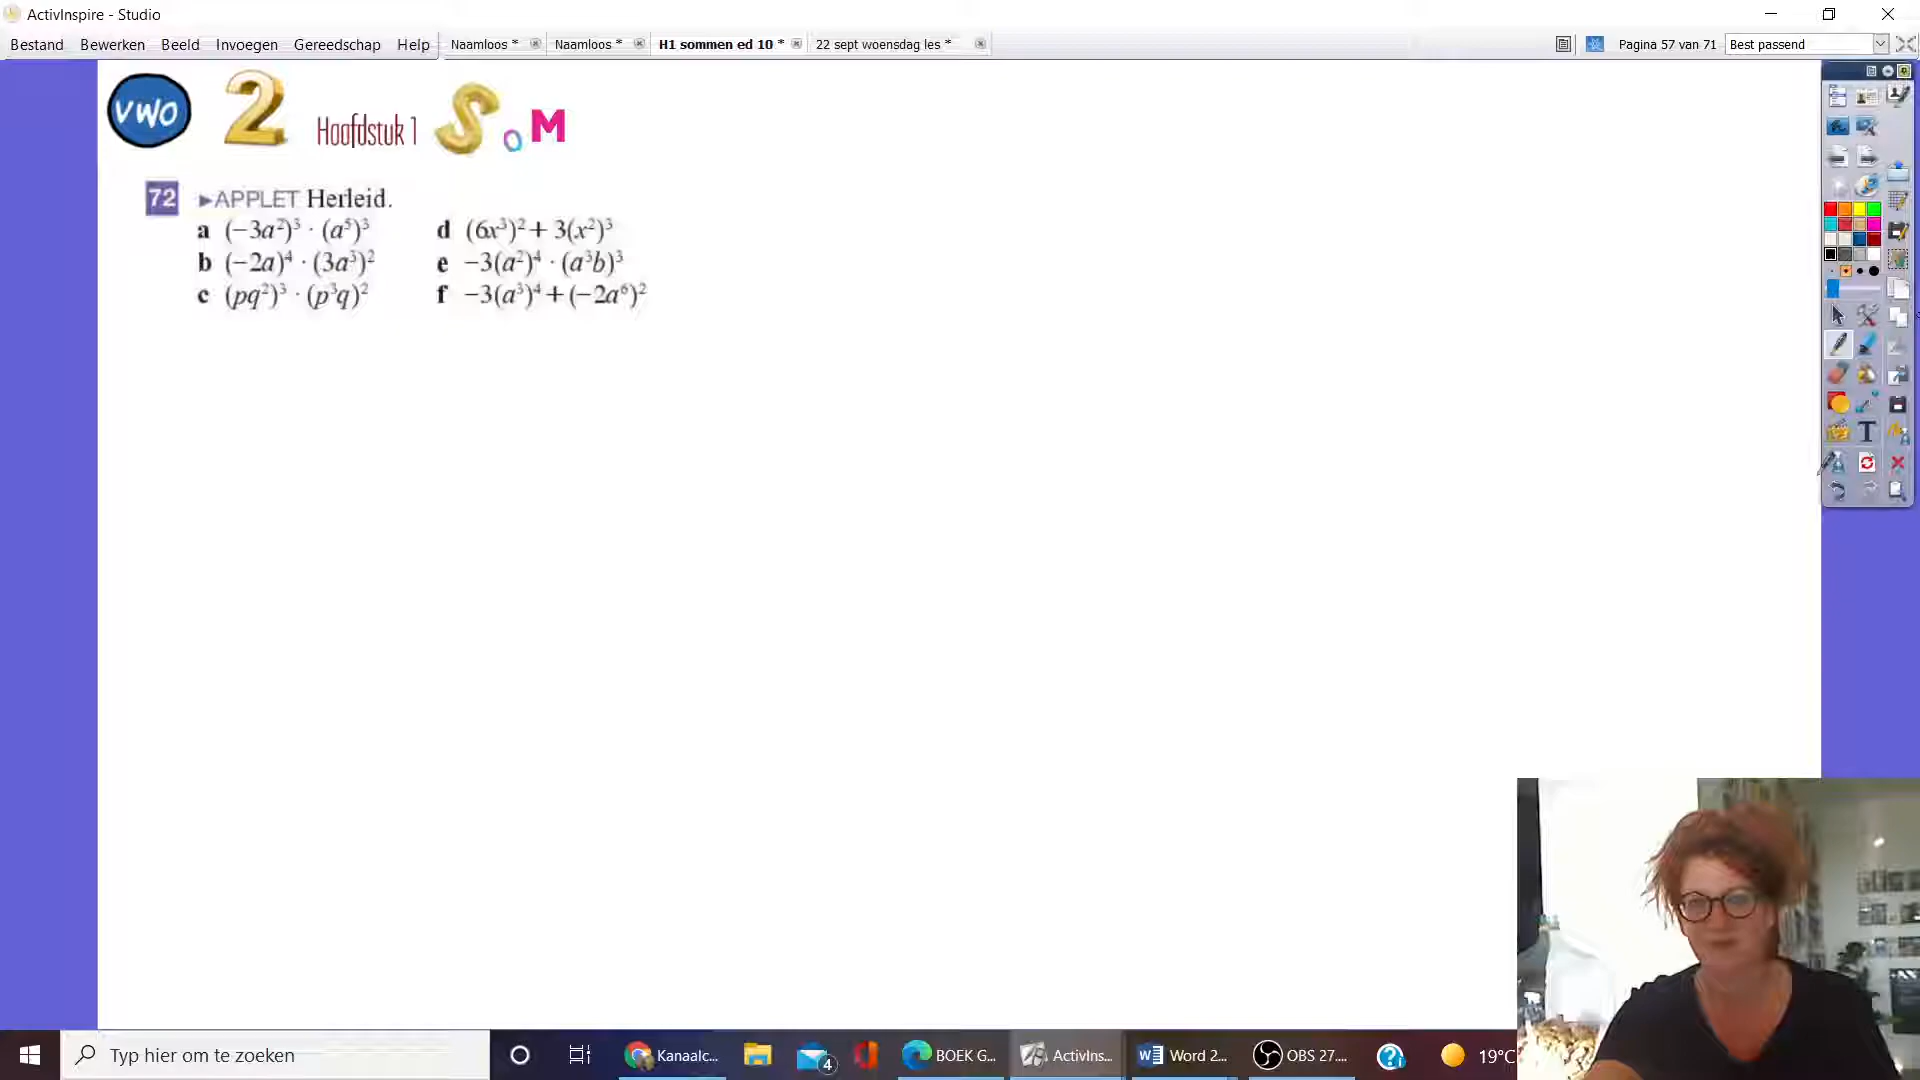 ActivInspire - Studio
Bestand Bewerken Beeld Invoegen Gereedschap Help
Naamloos * Naamloos * H1 sommen ed 10 * 22 sept woensdag les *
Pagina 57 van 71 Best passend
VWO 2 Hoofdstuk 1 S.O.M
72 ►APPLET Herleid.
a (−3a²)³ · (a⁵)³
b (−2a)⁴ · (3a³)²
c (pq²)³ · (p³q)²
d (6x³)² + 3(x²)³
e −3(a²)⁴ · (a³b)³
f −3(a³)⁴ + (−2a⁶)²
T
Typ hier om te zoeken
Kanaalc... 4 BOEK G... ActivIns... Word 2... OBS 27.... 19°C